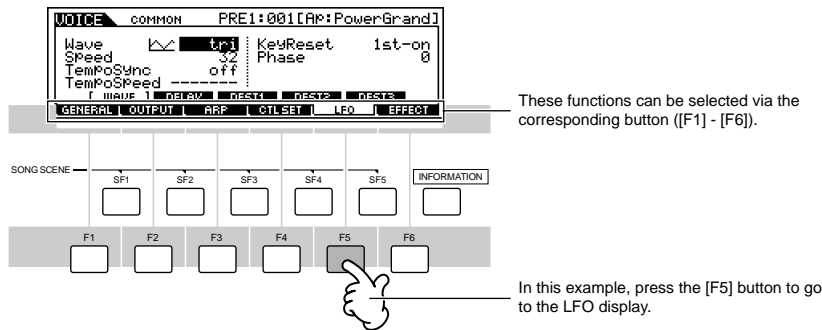 VOICE COMMON PRE1:001[AP:PowerGrand]
Wave tri KeyReset 1st-on
Speed 32 Phase 0
TempoSync off
TempoSpeed -------
[ WAVE ] DELAY DEST1 DEST2 DEST3
GENERAL OUTPUT ARP CTL SET LFO EFFECT
These functions can be selected via the
corresponding button ([F1] - [F6]).
SONG SCENE
SF1 SF2 SF3 SF4 SF5 INFORMATION
F1 F2 F3 F4 F5 F6
In this example, press the [F5] button to go
to the LFO display.